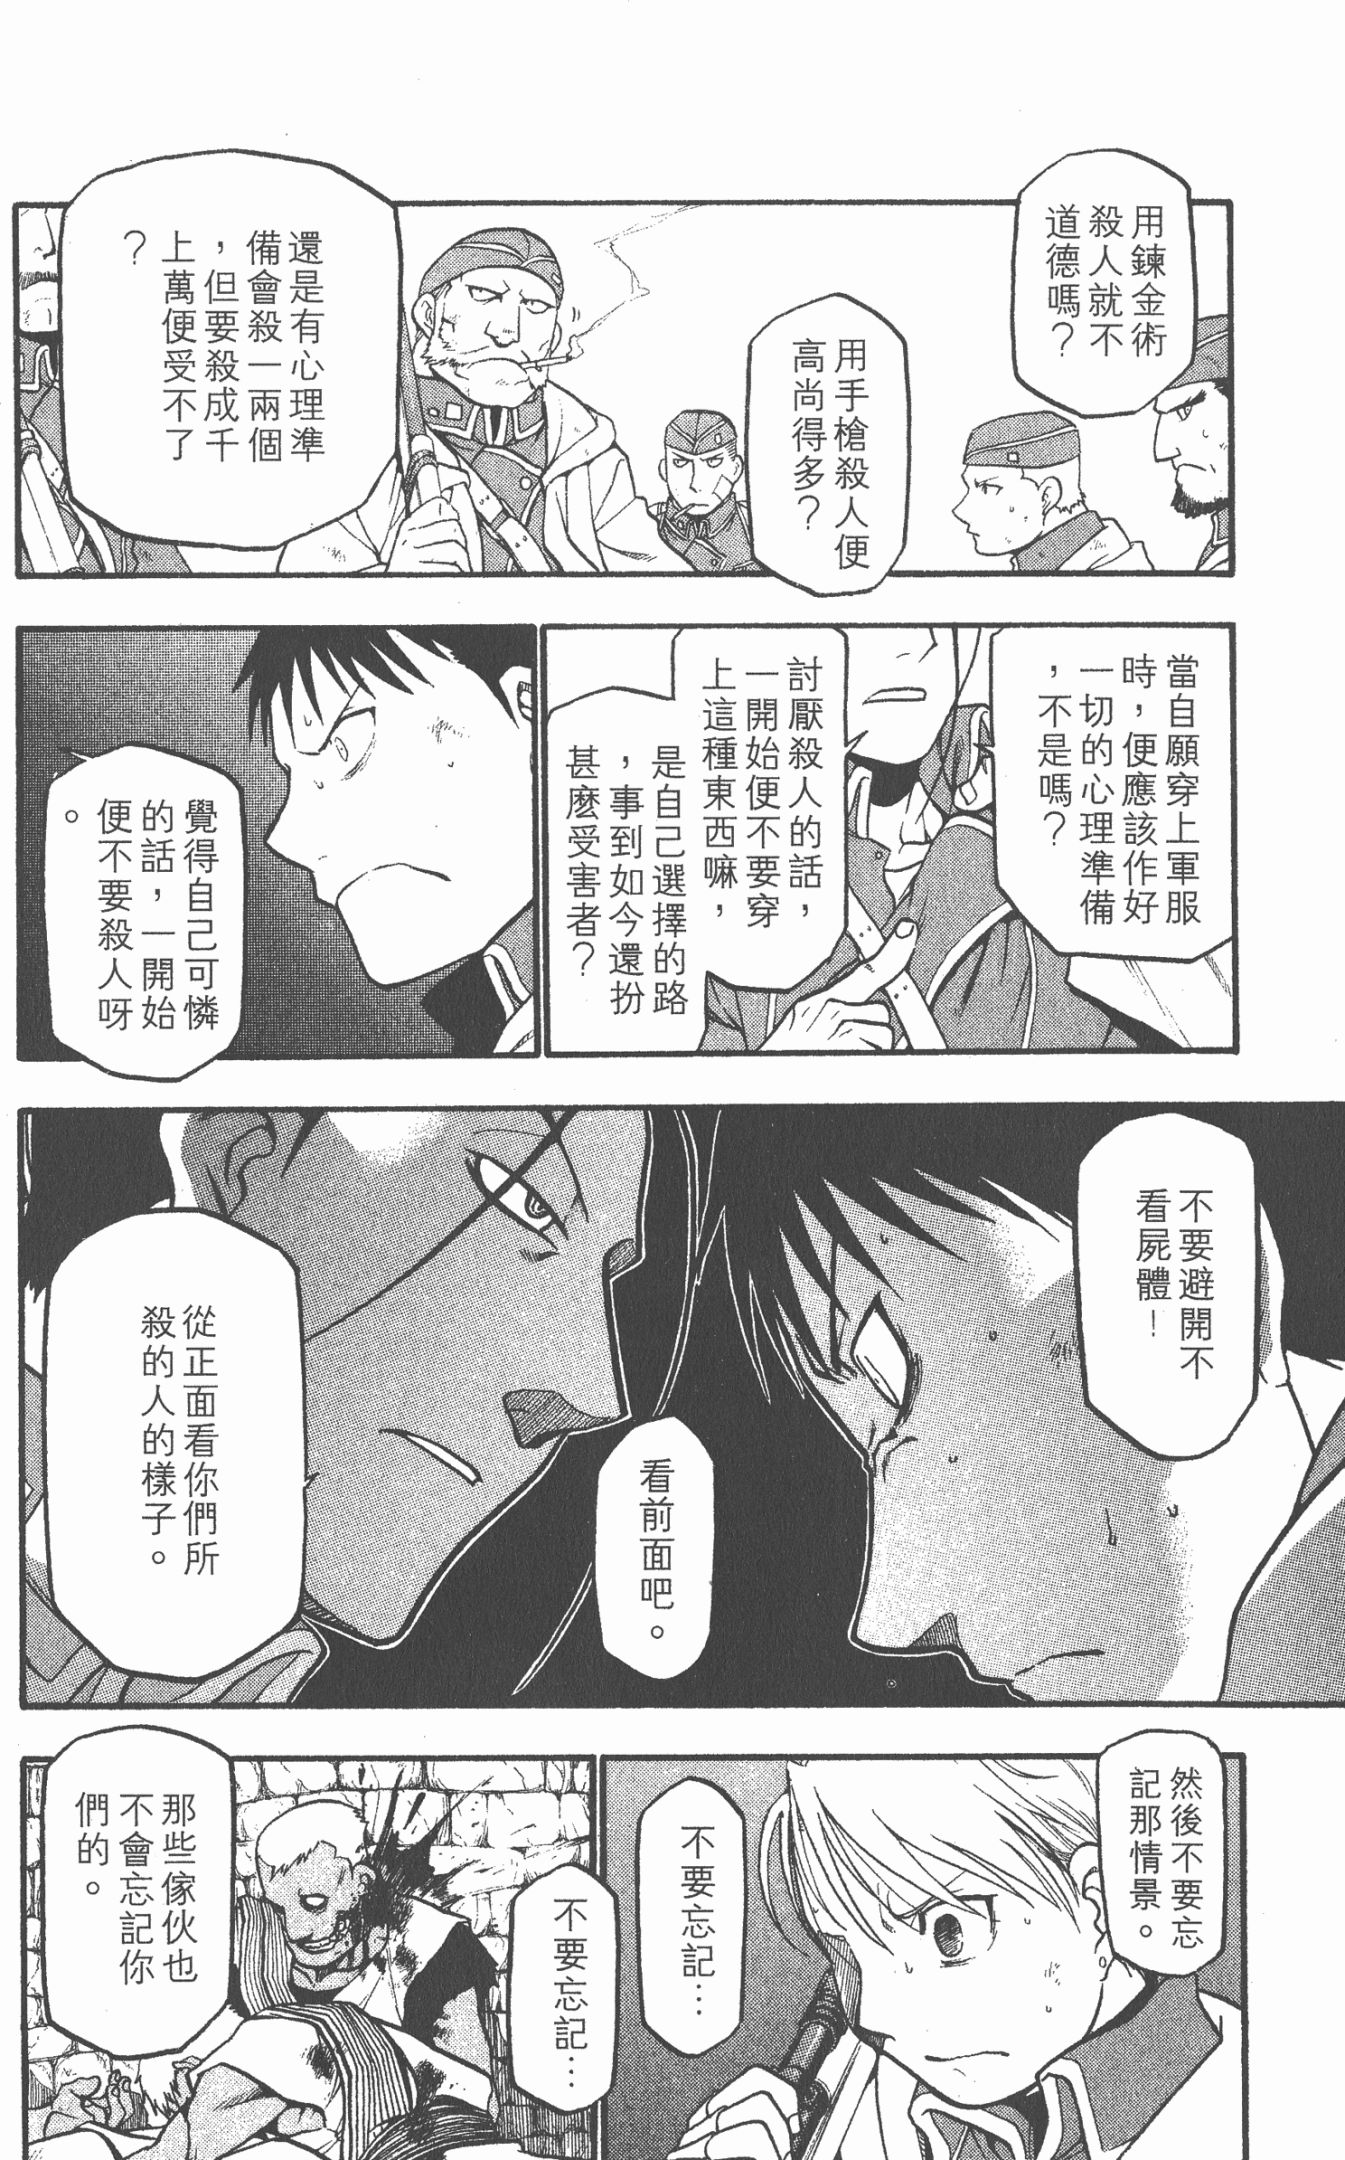 用鍊金術
殺人就不
道德嗎？
用手槍殺人便
高尚得多？
還是有心理準
備會殺一兩個
，但要殺成千
上萬便受不了
？
當自願穿上軍服
時，便應該作好
一切的心理準備
，不是嗎？
討厭殺人的話，
一開始便不要穿
上這種東西嘛，
是自己選擇的路
，事到如今還扮
甚麼受害者？
覺得自己可憐
的話，一開始
便不要殺人呀
。
不要避開不
看屍體！
看前面吧。
從正面看你們所
殺的人的樣子。
然後不要忘
記那情景。
不要忘記…
不要忘記…
那些傢伙也
不會忘記你
們的。